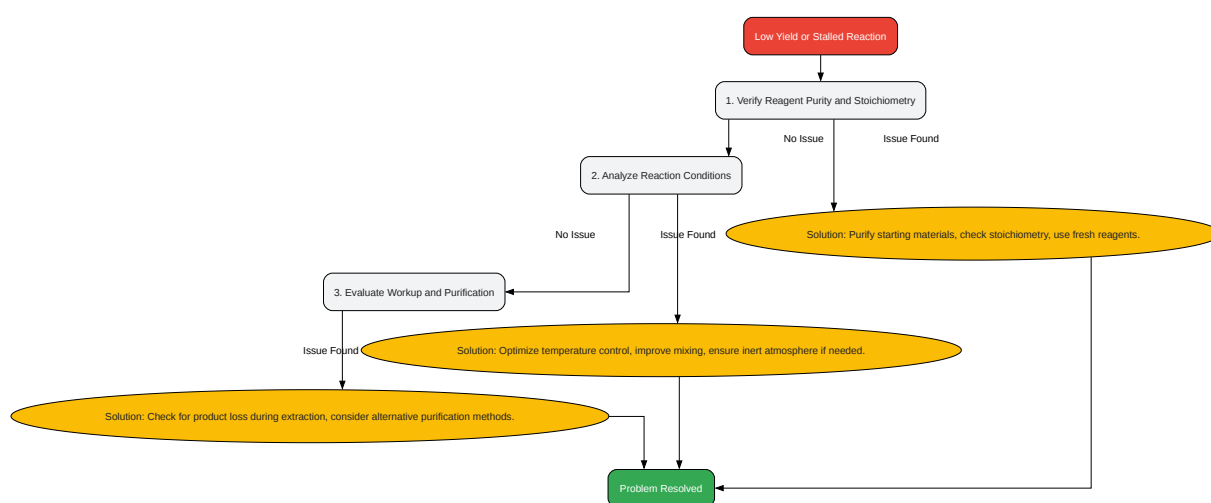 Low Yield or Stalled Reaction
1. Verify Reagent Purity and Stoichiometry
No Issue
Issue Found
2. Analyze Reaction Conditions
Solution: Purify starting materials, check stoichiometry, use fresh reagents.
No Issue
Issue Found
3. Evaluate Workup and Purification
Issue Found
Solution: Optimize temperature control, improve mixing, ensure inert atmosphere if needed.
Solution: Check for product loss during extraction, consider alternative purification methods.
Problem Resolved